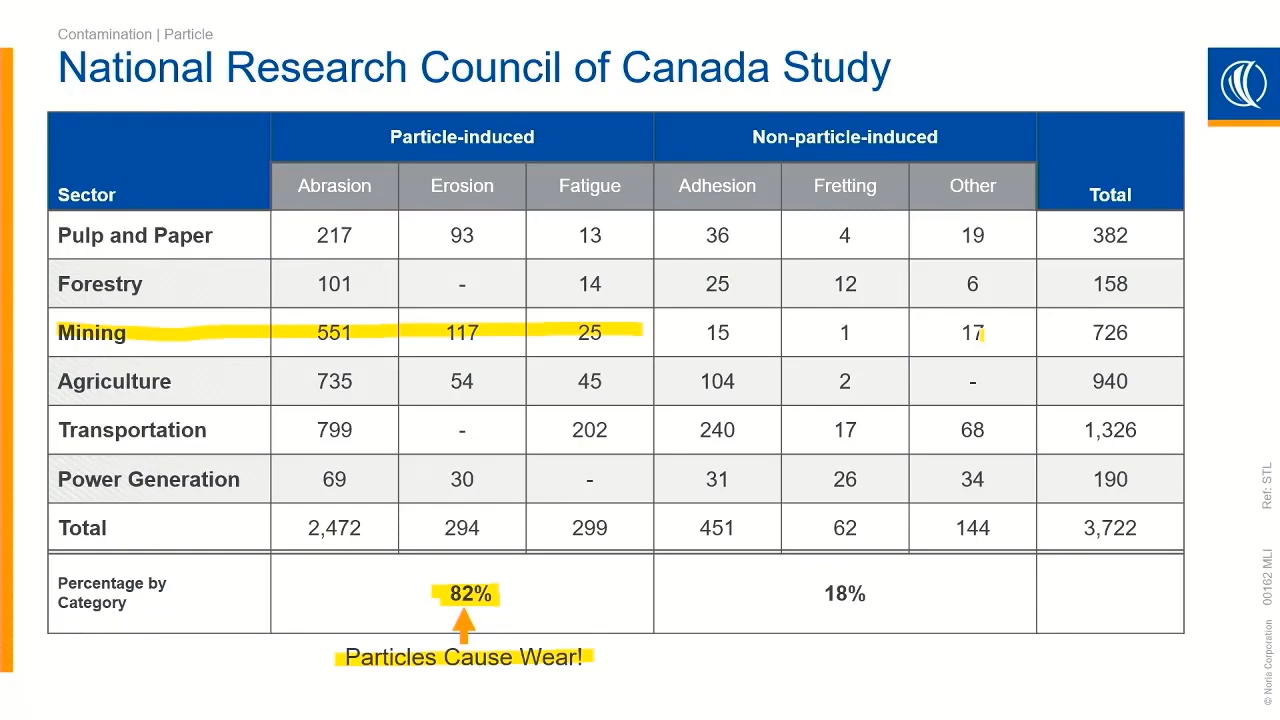 Contamination | Particle
National Research Council of Canada Study
Sector Particle-induced Non-particle-induced Total
Abrasion Erosion Fatigue Adhesion Fretting Other
Pulp and Paper 217 93 13 36 4 19 382
Forestry 101 - 14 25 12 6 158
Mining 551 117 25 15 1 17 726
Agriculture 735 54 45 104 2 - 940
Transportation 799 - 202 240 17 68 1,326
Power Generation 69 30 - 31 26 34 190
Total 2,472 294 299 451 62 144 3,722
Percentage by
Category 82% 18%
Particles Cause Wear!
© Noria Corporation 00162 MLI Ref: STL